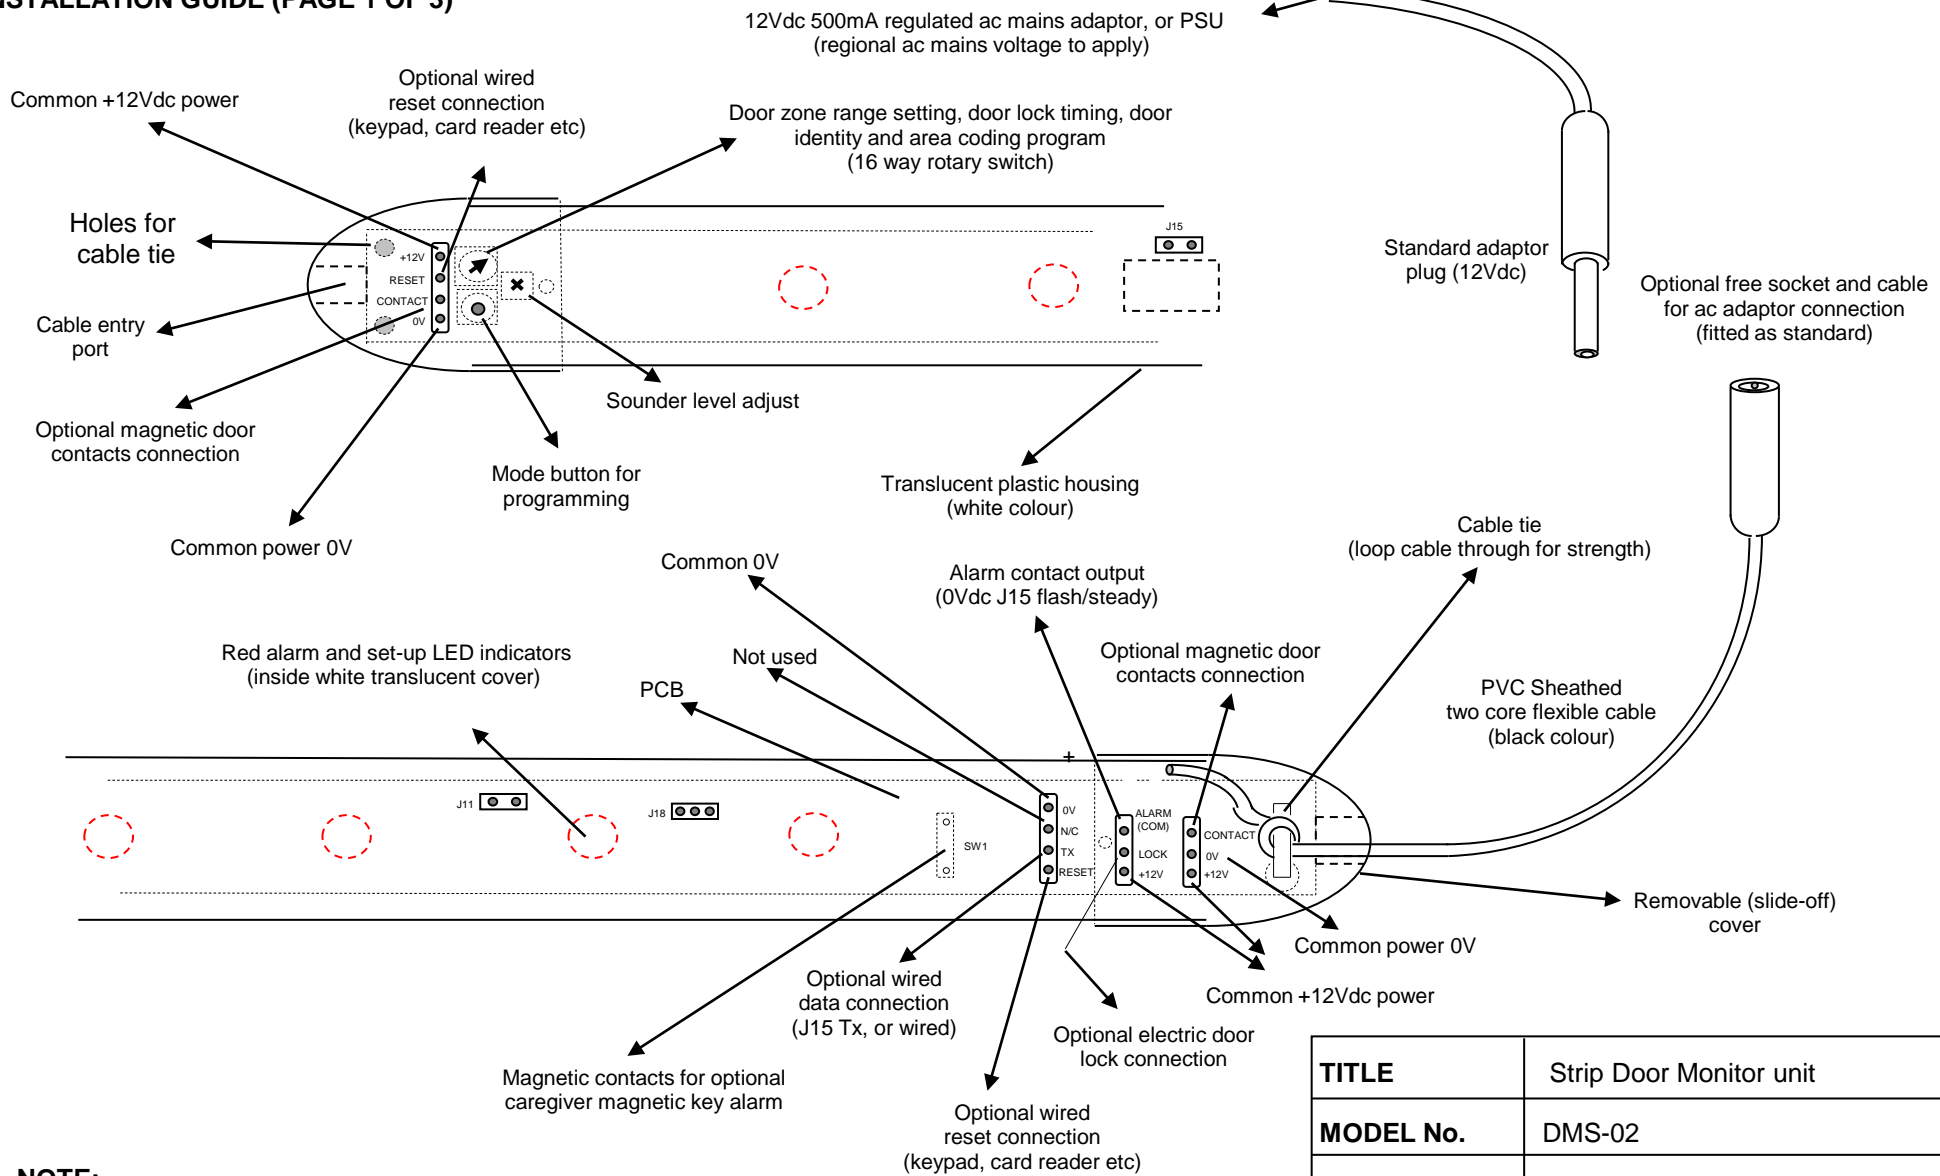 INSTALLATION GUIDE (PAGE 1 OF 3)
12Vdc 500mA regulated ac mains adaptor, or PSU
(regional ac mains voltage to apply)
Common +12Vdc power
Optional wired
reset connection
(keypad, card reader etc)
Door zone range setting, door lock timing, door
identity and area coding program
(16 way rotary switch)
Holes for
cable tie
+12V
RESET
CONTACT
0V
J15
Standard adaptor
plug (12Vdc)
Optional free socket and cable
for ac adaptor connection
(fitted as standard)
Cable entry
port
Sounder level adjust
Optional magnetic door
contacts connection
Mode button for
programming
Translucent plastic housing
(white colour)
Common power 0V
Cable tie
(loop cable through for strength)
Common 0V
Alarm contact output
(0Vdc J15 flash/steady)
Red alarm and set-up LED indicators
(inside white translucent cover)
Not used
PCB
Optional magnetic door
contacts connection
PVC Sheathed
two core flexible cable
(black colour)
+
J11
J18
SW1
0V
N/C
TX
RESET
ALARM
(COM)
LOCK
+12V
CONTACT
0V
+12V
Removable (slide-off)
cover
Common power 0V
Optional wired
data connection
(J15 Tx, or wired)
Common +12Vdc power
Optional electric door
lock connection
Magnetic contacts for optional
caregiver magnetic key alarm
Optional wired
reset connection
(keypad, card reader etc)
TITLE Strip Door Monitor unit
MODEL No. DMS-02
NOTE: